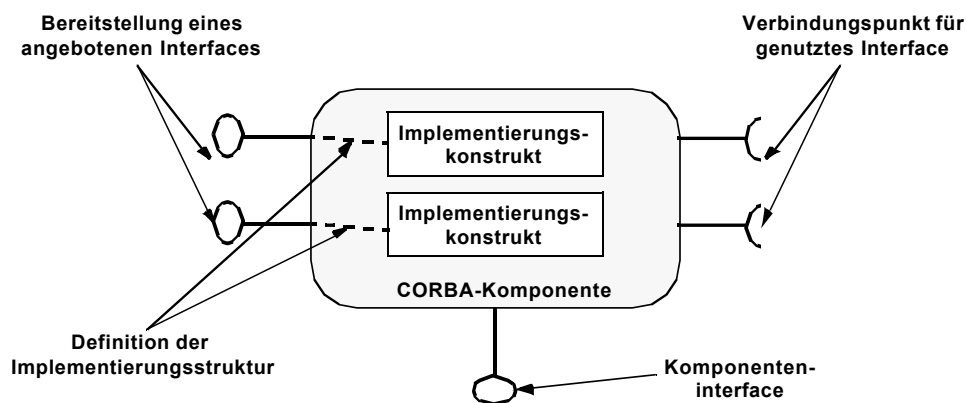 Bereitstellung eines
angebotenen Interfaces
Verbindungspunkt für
genutztes Interface
Implementierungs-
konstrukt
Implementierungs-
konstrukt
CORBA-Komponente
Definition der
Implementierungsstruktur
Komponenten-
interface